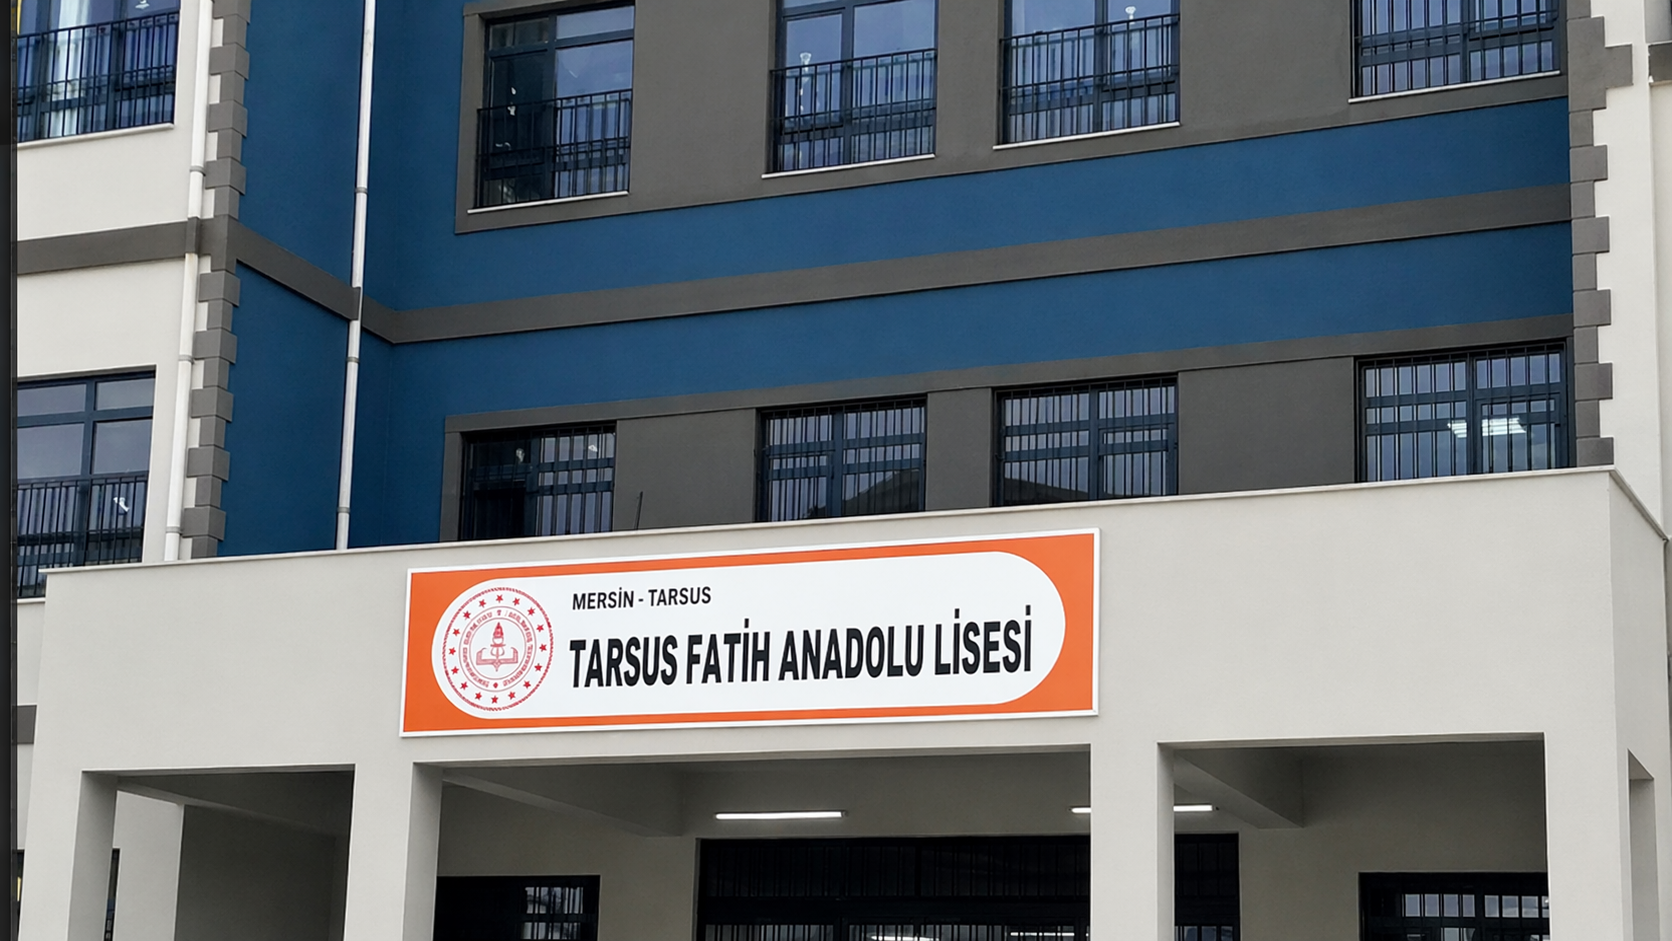 MERSİN - TARSUS
TARSUS FATİH ANADOLU LİSESİ